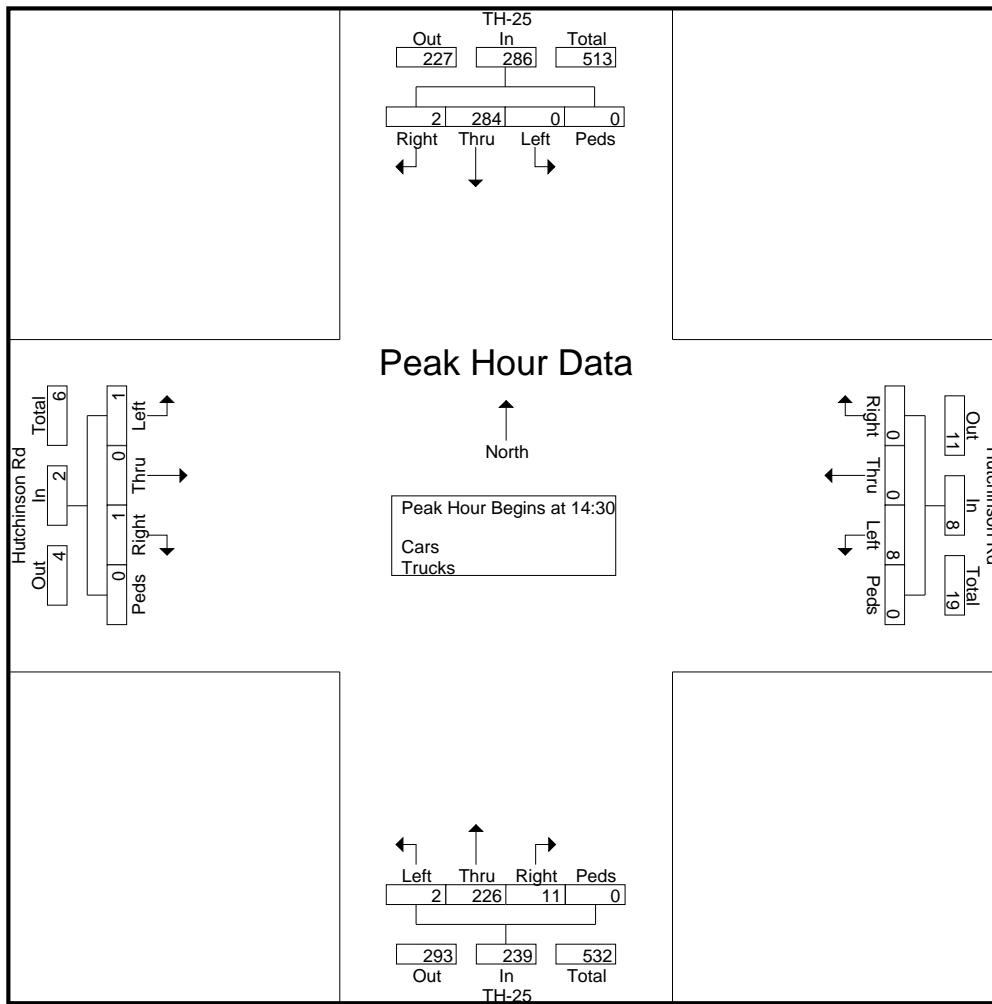 TH-25
Out In Total
227 286 513
2 284 0 0
Right Thru Left Peds
Peak Hour Data
North
Peak Hour Begins at 14:30
Cars
Trucks
Hutchinson Rd
Total In Out
6 2 4
1 0 1 0
Left Thru Right Peds
Out In Total
11 8 19
Right Thru Left Peds
0 0 8 0
Hutchinson Rd
Left Thru Right Peds
2 226 11 0
293 239 532
Out In Total
TH-25